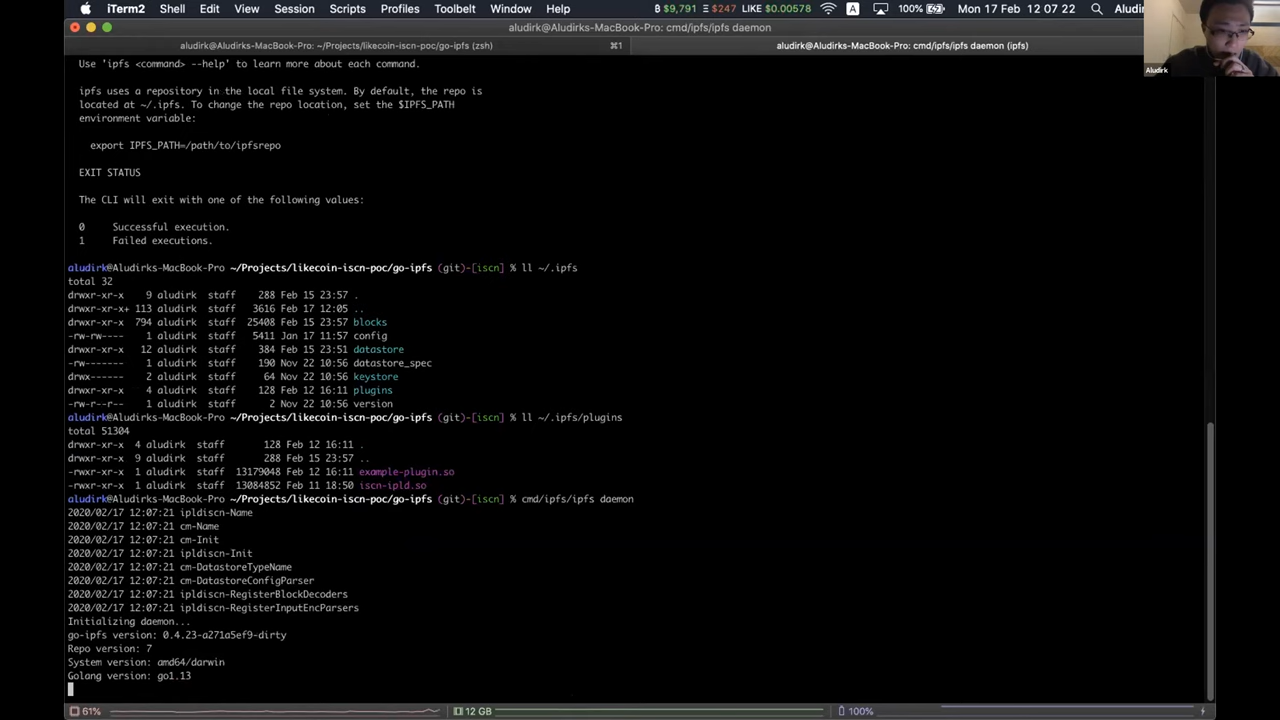 iTerm2 Shell Edit View Session Scripts Profiles Toolbelt Window Help B $9,791 Ξ $247 LIKE $0.00578 A 100% Mon 17 Feb 12:07:22 Aludir
aludirk@Aludirks-MacBook-Pro: cmd/ipfs/ipfs daemon
aludirk@Aludirks-MacBook-Pro: ~/Projects/likecoin-iscn-poc/go-ipfs (zsh) ⌘1 aludirk@Aludirks-MacBook-Pro: cmd/ipfs/ipfs daemon (ipfs)
Aludirk
Use 'ipfs <command> --help' to learn more about each command.
ipfs uses a repository in the local file system. By default, the repo is
located at ~/.ipfs. To change the repo location, set the $IPFS_PATH
environment variable:
export IPFS_PATH=/path/to/ipfsrepo
EXIT STATUS
The CLI will exit with one of the following values:
0 Successful execution.
1 Failed executions.
aludirk@Aludirks-MacBook-Pro ~/Projects/likecoin-iscn-poc/go-ipfs (git)-[iscn] % ll ~/.ipfs
total 32
drwxr-xr-x 9 aludirk staff 288 Feb 15 23:57 .
drwxr-xr-x+ 113 aludirk staff 3616 Feb 17 12:05 ..
drwxr-xr-x 794 aludirk staff 25408 Feb 15 23:57 blocks
-rw-rw---- 1 aludirk staff 5411 Jan 17 11:57 config
drwxr-xr-x 12 aludirk staff 384 Feb 15 23:51 datastore
-rw------- 1 aludirk staff 190 Nov 22 10:56 datastore_spec
drwx------ 2 aludirk staff 64 Nov 22 10:56 keystore
drwxr-xr-x 4 aludirk staff 128 Feb 12 16:11 plugins
-rw-r--r-- 1 aludirk staff 2 Nov 22 10:56 version
aludirk@Aludirks-MacBook-Pro ~/Projects/likecoin-iscn-poc/go-ipfs (git)-[iscn] % ll ~/.ipfs/plugins
total 51304
drwxr-xr-x 4 aludirk staff 128 Feb 12 16:11 .
drwxr-xr-x 9 aludirk staff 288 Feb 15 23:57 ..
-rwxr-xr-x 1 aludirk staff 13179048 Feb 12 16:11 example-plugin.so
-rwxr-xr-x 1 aludirk staff 13084852 Feb 11 18:50 iscn-ipld.so
aludirk@Aludirks-MacBook-Pro ~/Projects/likecoin-iscn-poc/go-ipfs (git)-[iscn] % cmd/ipfs/ipfs daemon
2020/02/17 12:07:21 ipldiscn-Name
2020/02/17 12:07:21 cm-Name
2020/02/17 12:07:21 cm-Init
2020/02/17 12:07:21 ipldiscn-Init
2020/02/17 12:07:21 cm-DatastoreTypeName
2020/02/17 12:07:21 cm-DatastoreConfigParser
2020/02/17 12:07:21 ipldiscn-RegisterBlockDecoders
2020/02/17 12:07:21 ipldiscn-RegisterInputEncParsers
Initializing daemon...
go-ipfs version: 0.4.23-a271a5ef9-dirty
Repo version: 7
System version: amd64/darwin
Golang version: go1.13
61% 12 GB 100%